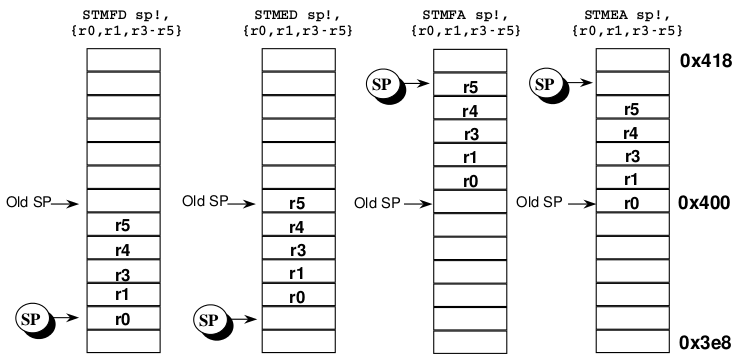 STMFD sp!,
{r0,r1,r3-r5}
STMED sp!,
{r0,r1,r3-r5}
STMFA sp!,
{r0,r1,r3-r5}
STMEA sp!,
{r0,r1,r3-r5}
0x418
SP
SP
r5
r5
r4
r4
r3
r3
r1
r1
r0
Old SP
Old SP
r5
Old SP
Old SP
r0
0x400
r5
r4
r4
r3
r3
r1
r1
r0
SP
r0
SP
0x3e8